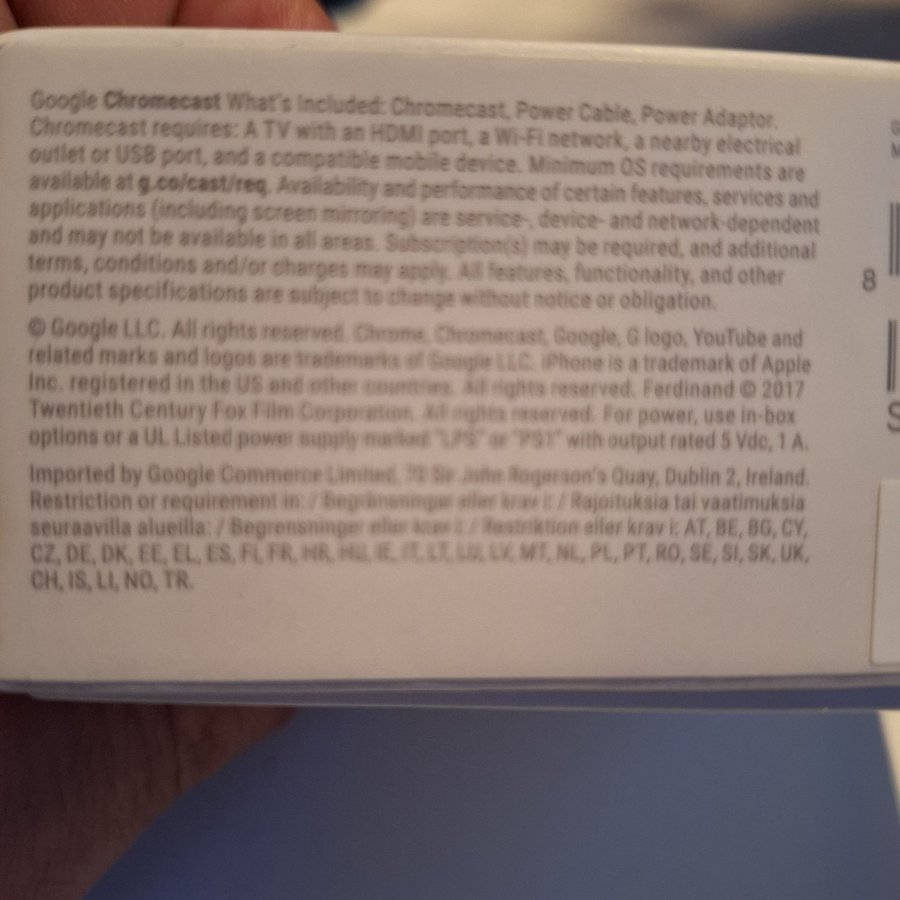 Google Chromecast What's Included: Chromecast, Power Cable, Power Adaptor.
Chromecast requires: A TV with an HDMI port, a Wi-Fi network, a nearby electrical
outlet or USB port, and a compatible mobile device. Minimum OS requirements are
available at g.co/cast/req. Availability and performance of certain features, services and
applications (including screen mirroring) are service-, device- and network-dependent
and may not be available in all areas. Subscription(s) may be required, and additional
terms, conditions and/or charges may apply. All features, functionality, and other
product specifications are subject to change without notice or obligation.
© Google LLC. All rights reserved. Chrome, Chromecast, Google, G logo, YouTube and
related marks and logos are trademarks of Google LLC. iPhone is a trademark of Apple
Inc. registered in the US and other countries. All rights reserved. Ferdinand © 2017
Twentieth Century Fox Film Corporation. All rights reserved. For power, use in-box
options or a UL Listed power supply marked "LPS" or "PS1" with output rated 5 Vdc, 1 A.
Imported by Google Commerce Limited, 70 Sir John Rogerson's Quay, Dublin 2, Ireland.
Restriction or requirement in: / Begränsningar eller krav i: / Rajoituksia tai vaatimuksia
seuraavilla alueilla: / Begrensninger eller krav i: / Restriktion eller krav i: AT, BE, BG, CY,
CZ, DE, DK, EE, EL, ES, FI, FR, HR, HU, IE, IT, LT, LU, LV, MT, NL, PL, PT, RO, SE, SI, SK, UK,
CH, IS, LI, NO, TR.
8